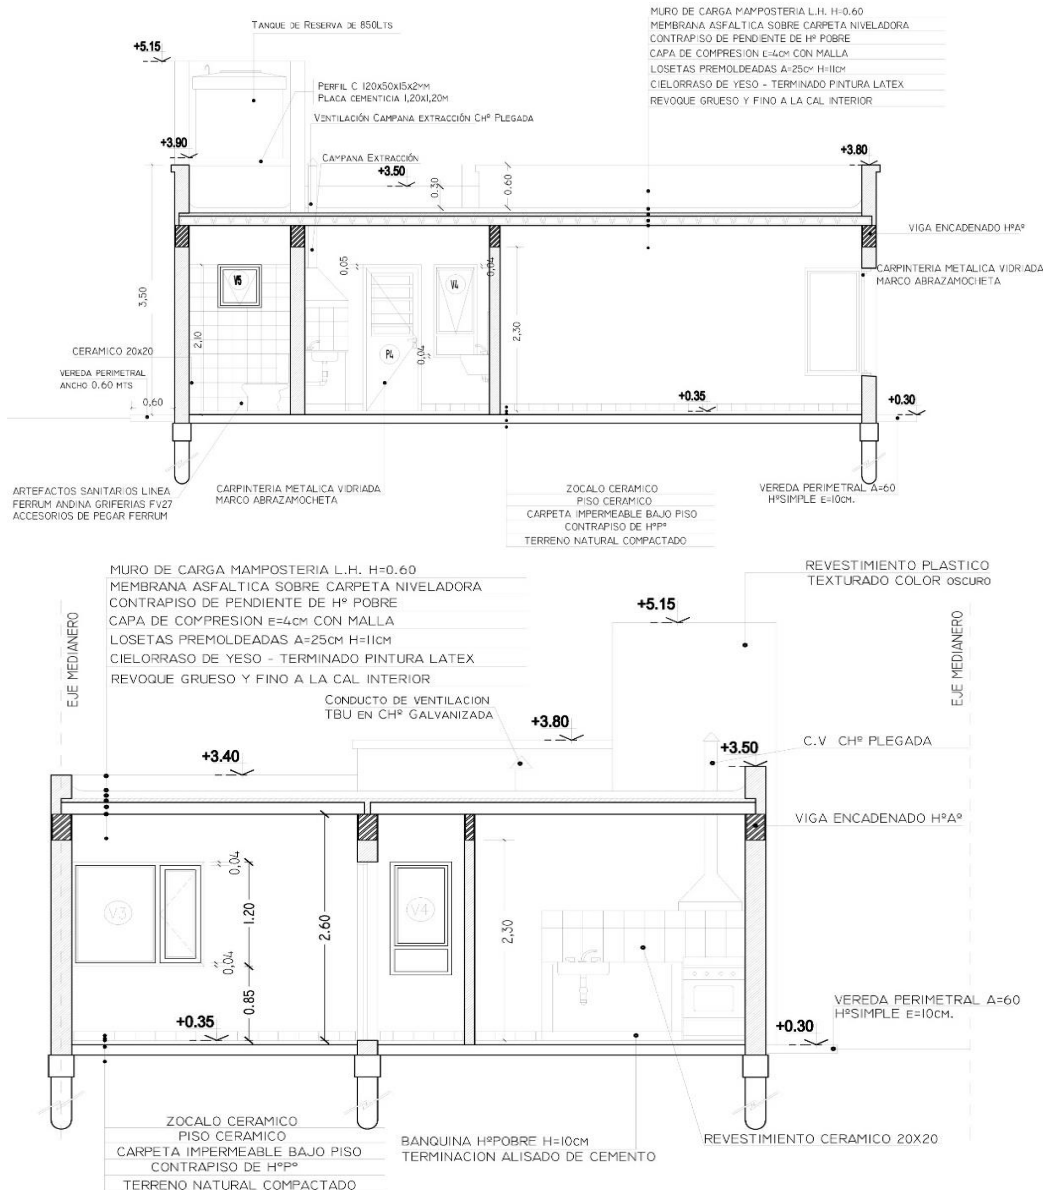 TANQUE DE RESERVA DE 850LTS
+5.15
PERFIL C 120X50X15X2MM
PLACA CEMENTICIA 1,20X1,20M
VENTILACIÓN CAMPANA EXTRACCIÓN CHº PLEGADA
CAMPANA EXTRACCIÓN
MURO DE CARGA MAMPOSTERIA L.H. H=0.60
MEMBRANA ASFALTICA SOBRE CARPETA NIVELADORA
CONTRAPISO DE PENDIENTE DE Hº POBRE
CAPA DE COMPRESION E=4CM CON MALLA
LOSETAS PREMOLDEADAS A=25CM H=11CM
CIELORRASO DE YESO - TERMINADO PINTURA LATEX
REVOQUE GRUESO Y FINO A LA CAL INTERIOR
+3.90
+3.50
0.30
0.60
+3.80
VIGA ENCADENADO HºAº
CARPINTERIA METALICA VIDRIADA
MARCO ABRAZAMOCHETA
3,50
V5
0,05
V4
0,04
2,10
2,30
P4
0,04
CERAMICO 20x20
VEREDA PERIMETRAL
ANCHO 0.60 MTS
0,60
+0.35
+0.30
ARTEFACTOS SANITARIOS LINEA
FERRUM ANDINA GRIFERIAS FV27
ACCESORIOS DE PEGAR FERRUM
CARPINTERIA METALICA VIDRIADA
MARCO ABRAZAMOCHETA
ZOCALO CERAMICO
PISO CERAMICO
CARPETA IMPERMEABLE BAJO PISO
CONTRAPISO DE HºPº
TERRENO NATURAL COMPACTADO
VEREDA PERIMETRAL A=60
HºSIMPLE E=10CM.
MURO DE CARGA MAMPOSTERIA L.H. H=0.60
MEMBRANA ASFALTICA SOBRE CARPETA NIVELADORA
CONTRAPISO DE PENDIENTE DE Hº POBRE
CAPA DE COMPRESION E=4CM CON MALLA
LOSETAS PREMOLDEADAS A=25CM H=11CM
CIELORRASO DE YESO - TERMINADO PINTURA LATEX
REVOQUE GRUESO Y FINO A LA CAL INTERIOR
EJE MEDIANERO
REVESTIMIENTO PLASTICO
TEXTURADO COLOR OSCURO
+5.15
EJE MEDIANERO
CONDUCTO DE VENTILACION
TBU EN CHº GALVANIZADA
+3.80
+3.40
+3.50
C.V CHº PLEGADA
VIGA ENCADENADO HºAº
0,04
V3
1.20
2.60
V4
2,30
0,04
0.85
+0.35
+0.30
VEREDA PERIMETRAL A=60
HºSIMPLE E=10CM.
ZOCALO CERAMICO
PISO CERAMICO
CARPETA IMPERMEABLE BAJO PISO
CONTRAPISO DE HºPº
TERRENO NATURAL COMPACTADO
BANQUINA HºPOBRE H=10CM
TERMINACION ALISADO DE CEMENTO
REVESTIMIENTO CERAMICO 20X20